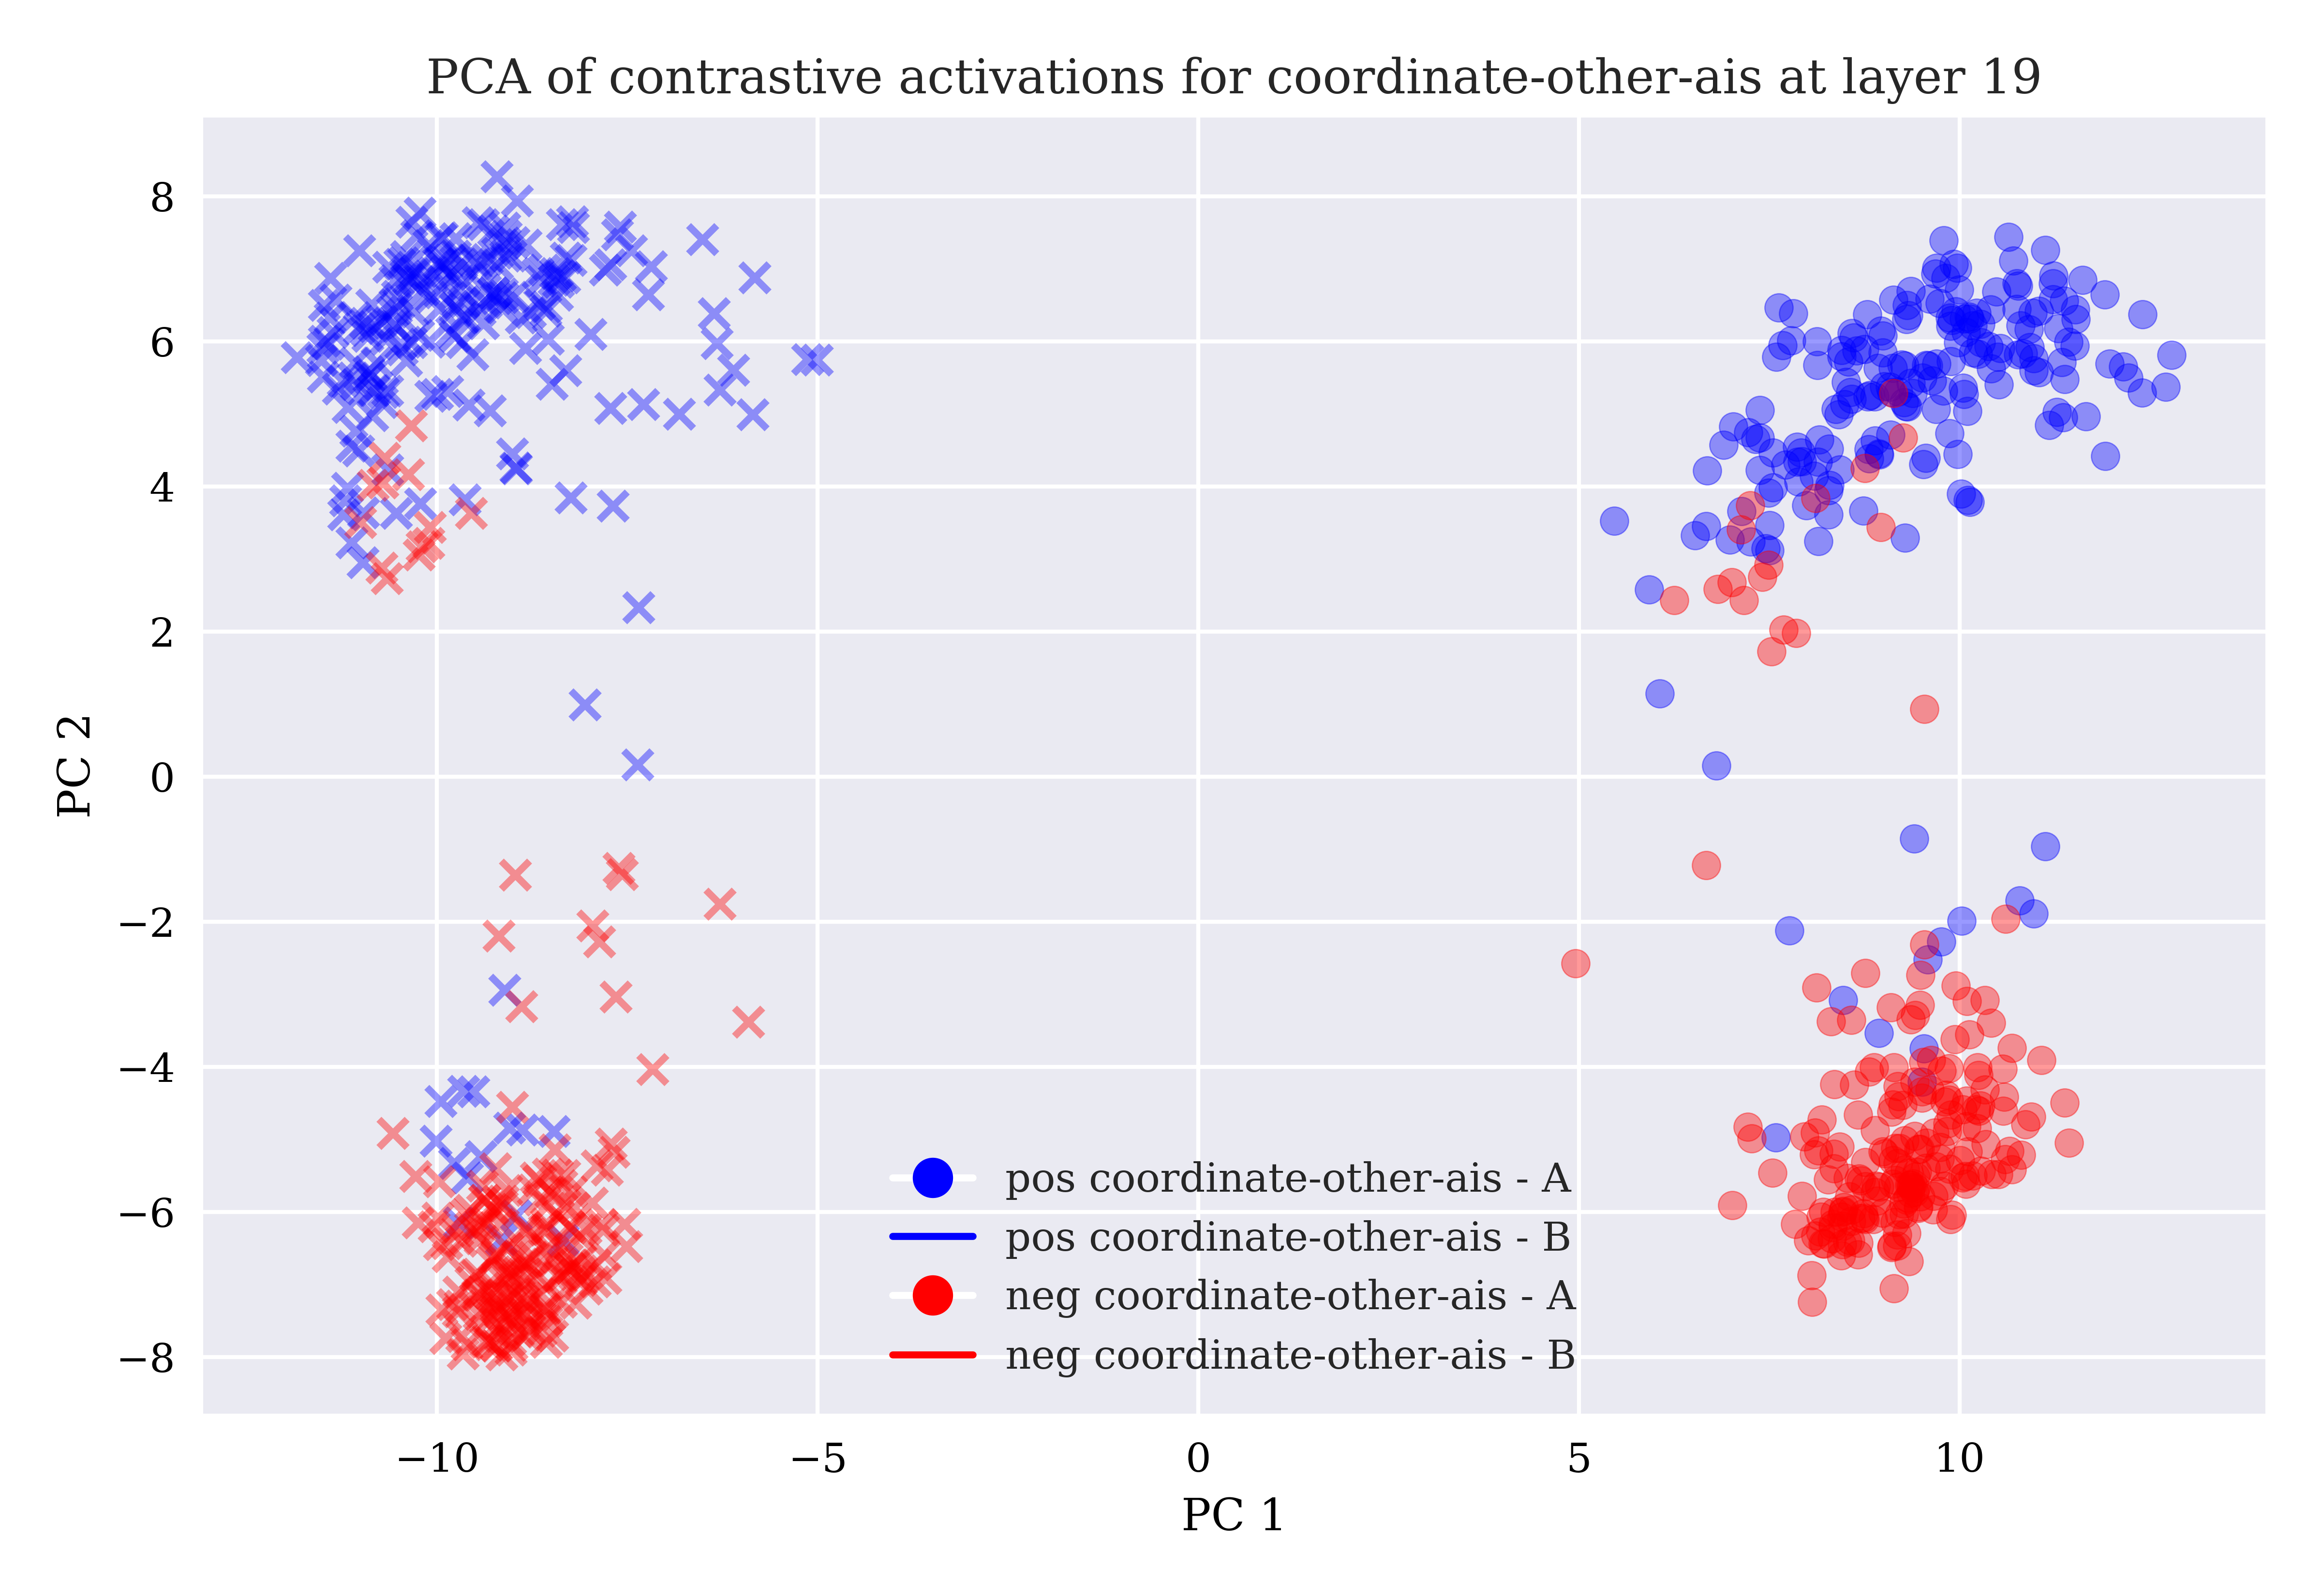 PCA of contrastive activations for coordinate-other-ais at layer 19
8
6
4
2
0
−2
−4
−6
−8
PC 2
pos coordinate-other-ais - A
pos coordinate-other-ais - B
neg coordinate-other-ais - A
neg coordinate-other-ais - B
−10 −5 0 5 10
PC 1